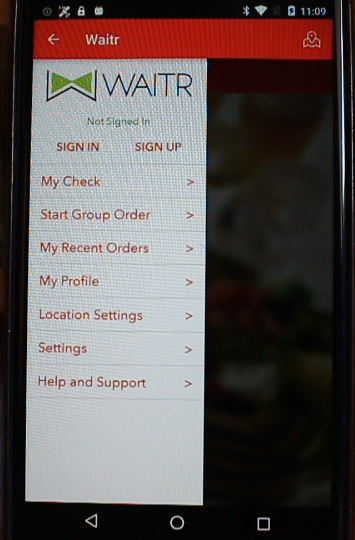 11:09
Waitr
WAITR
Not Signed In
SIGN IN SIGN UP
My Check >
Start Group Order >
My Recent Orders >
My Profile >
Location Settings >
Settings >
Help and Support >